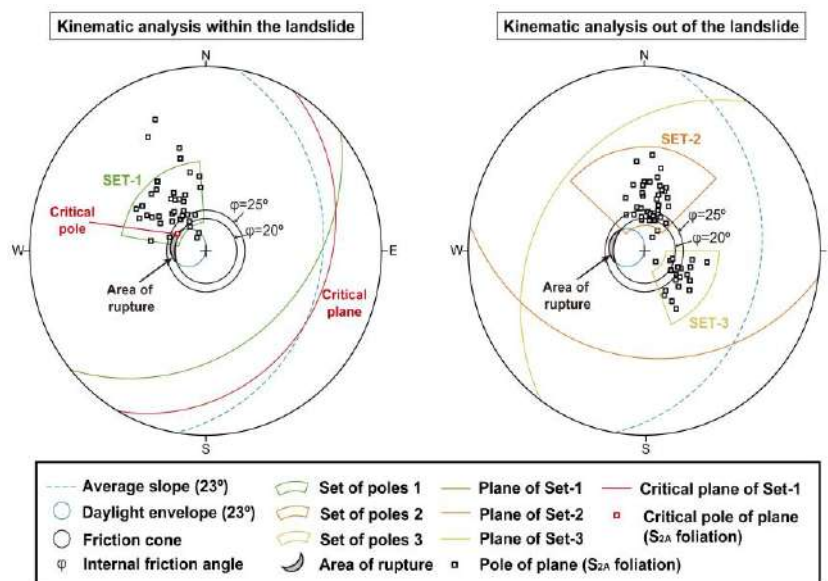 Kinematic analysis within the landslide
Kinematic analysis out of the landslide
N
SET-1
Critical
pole
φ=25º
φ=20º
W
E
Area of
rupture
Critical
plane
S
N
SET-2
φ=25º
φ=20º
W
E
Area of
rupture
SET-3
S
Average slope (23º)
Daylight envelope (23º)
Friction cone
φ Internal friction angle
Set of poles 1
Set of poles 2
Set of poles 3
Area of rupture
Plane of Set-1
Plane of Set-2
Plane of Set-3
Pole of plane (S2A foliation)
Critical plane of Set-1
Critical pole of plane
(S2A foliation)